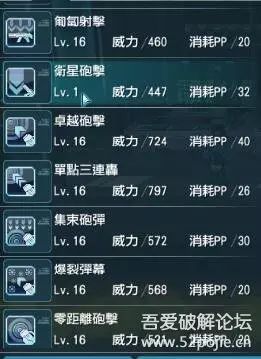 匍匐射擊
Lv. 16 威力/460 消耗PP/20
衛星砲擊
Lv. 1 威力/447 消耗PP/32
卓越砲擊
Lv. 16 威力/724 消耗PP/40
單點三連轟
Lv. 16 威力/797 消耗PP/26
集束砲彈
Lv. 16 威力/572 消耗PP/30
爆裂彈幕
Lv. 16 威力/568 消耗PP/20
零距離砲擊
Lv. 16 威力/521 消耗PP/20
吾爱破解论坛
www.52pojie.cn